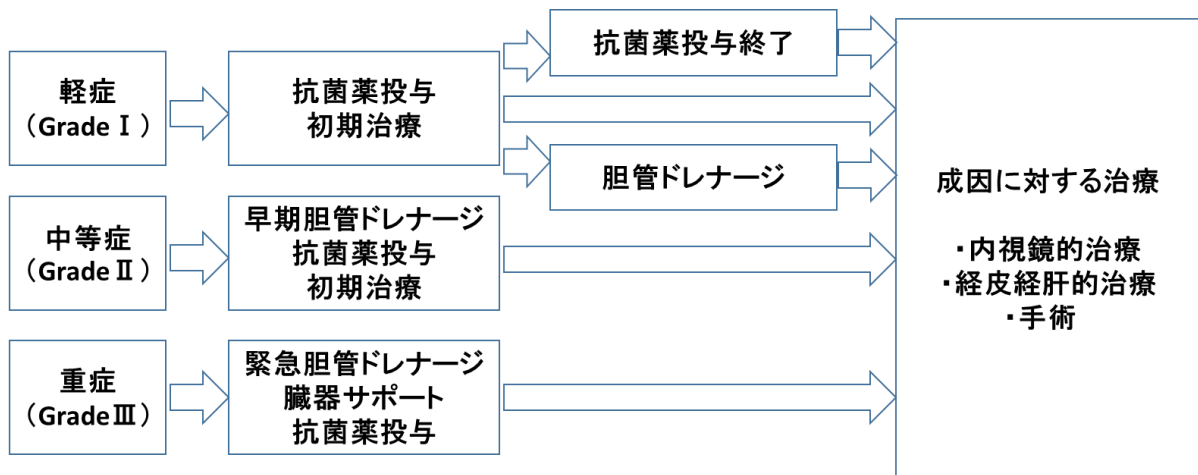 軽症
（Grade Ⅰ）
抗菌薬投与
初期治療
抗菌薬投与終了
胆管ドレナージ
中等症
（Grade Ⅱ）
早期胆管ドレナージ
抗菌薬投与
初期治療
重症
（Grade Ⅲ）
緊急胆管ドレナージ
臓器サポート
抗菌薬投与
成因に対する治療
・内視鏡的治療
・経皮経肝的治療
・手術